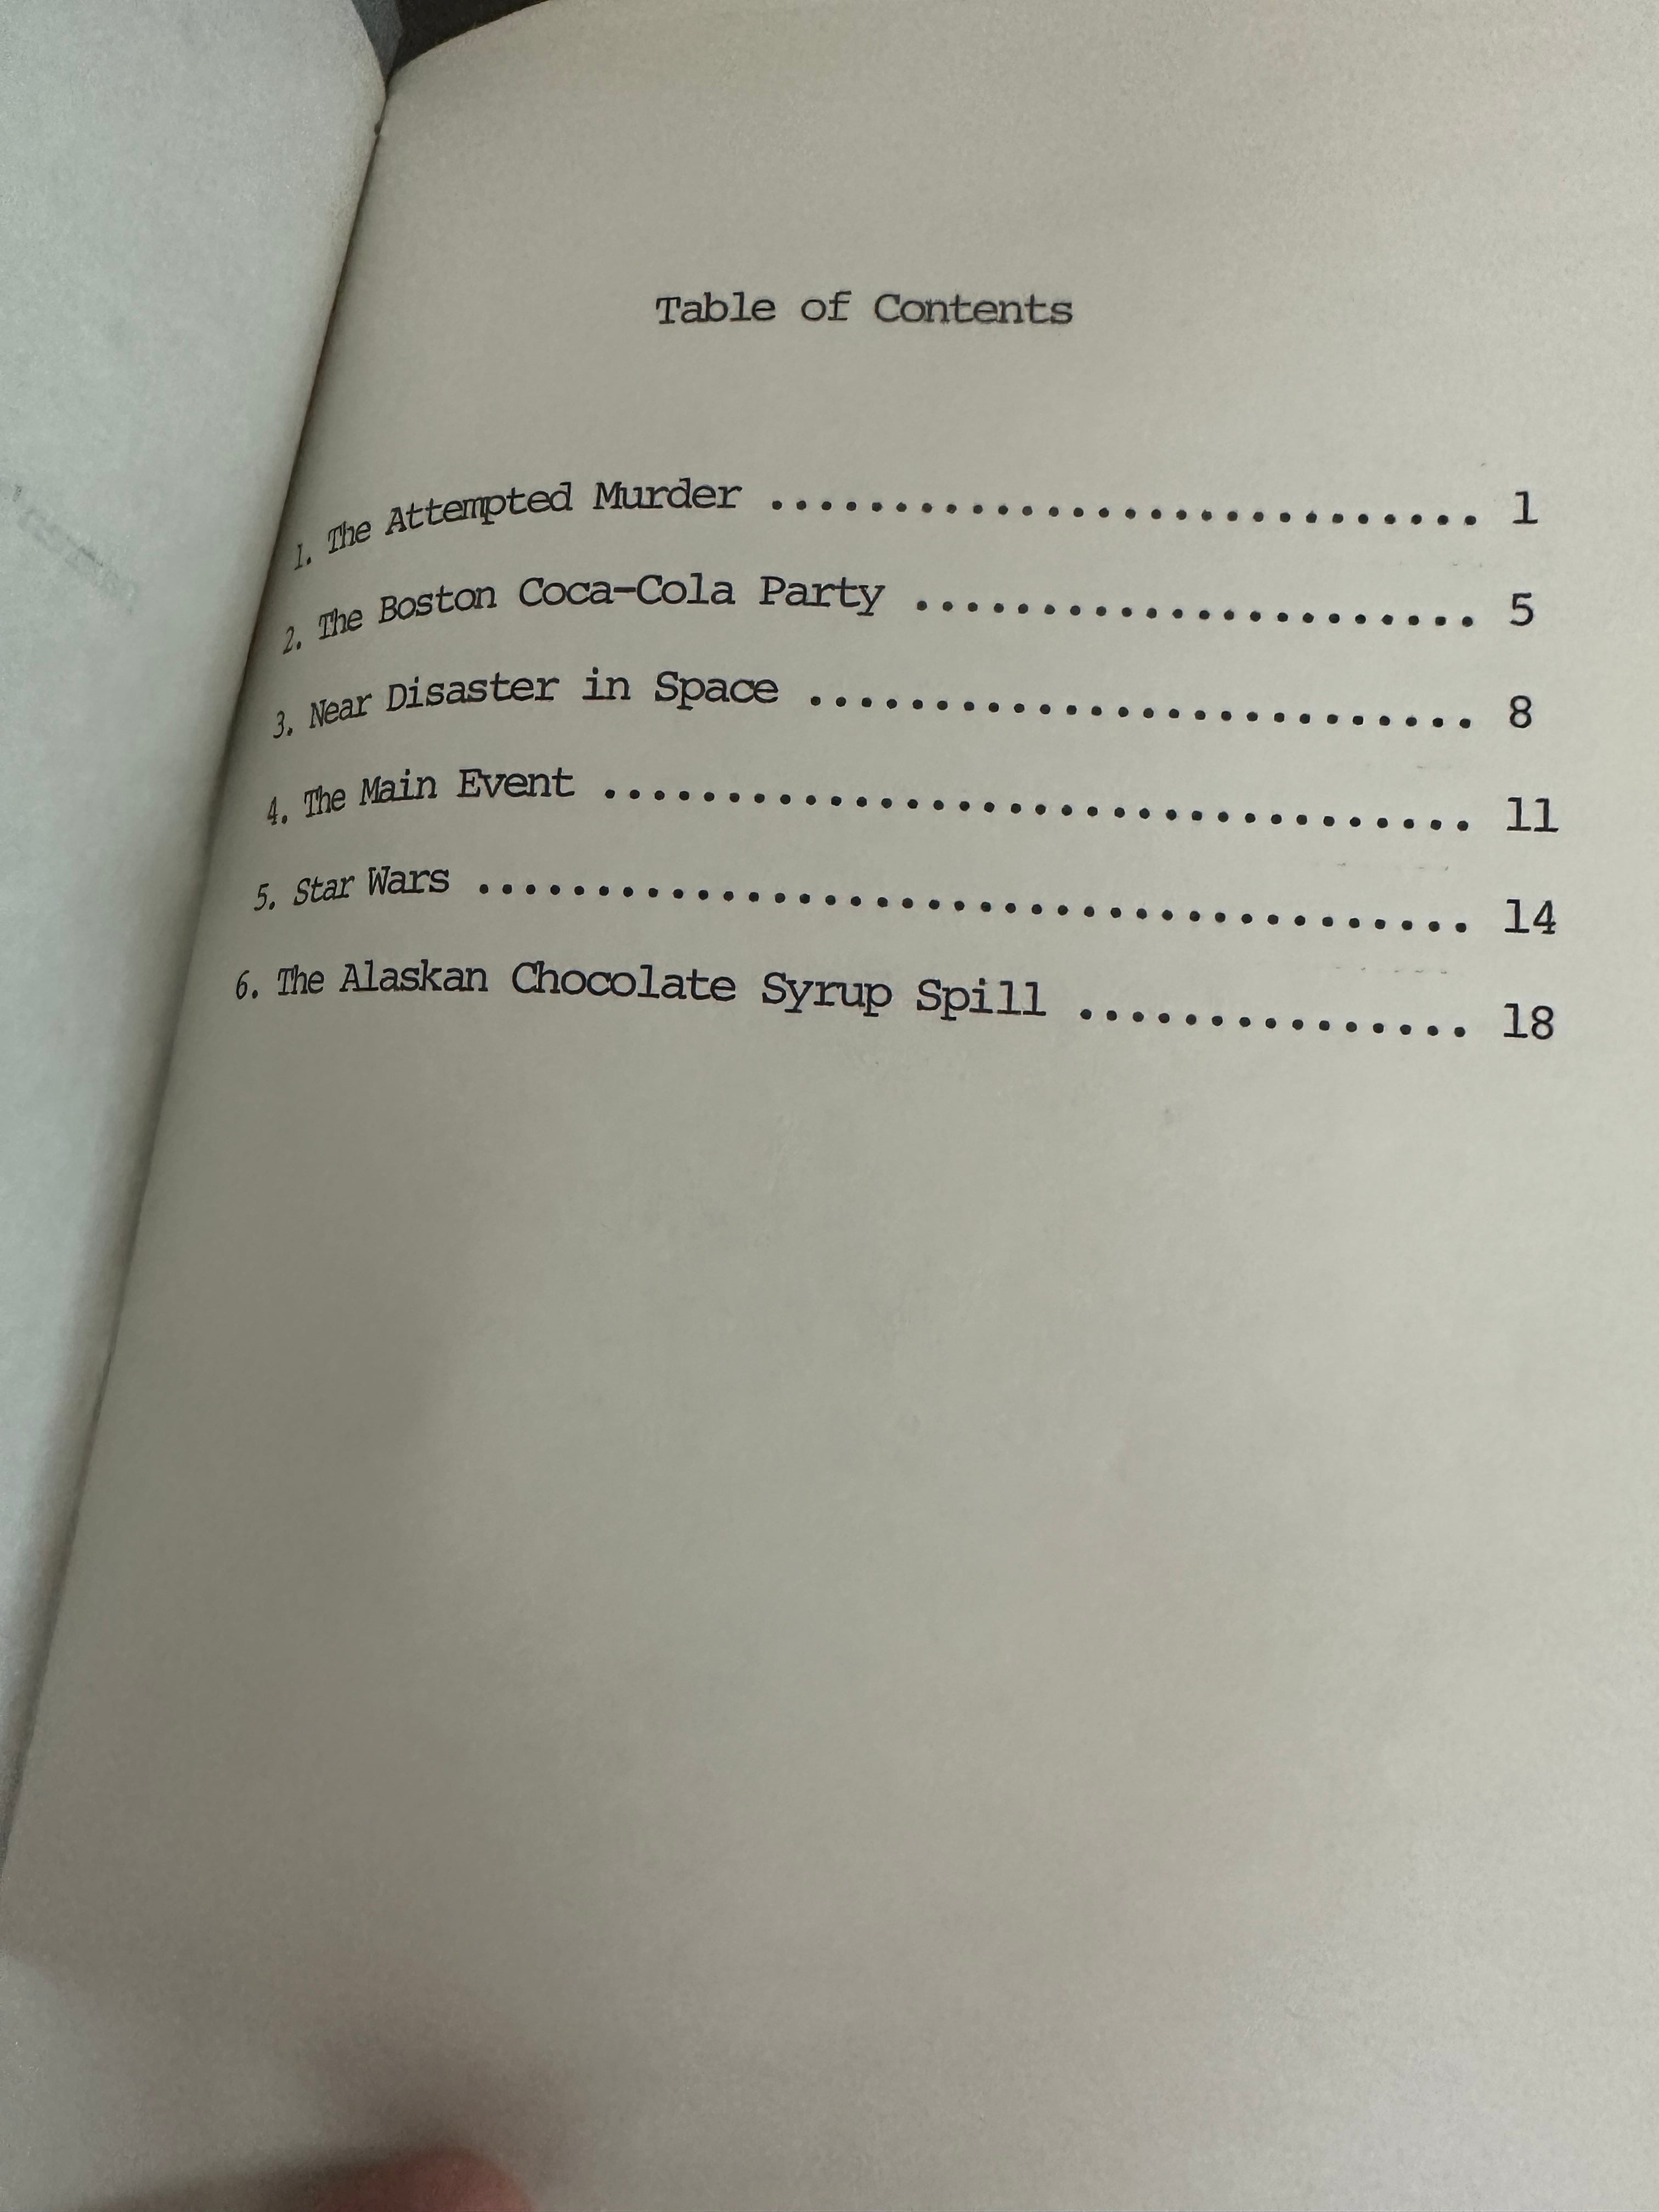 Table of Contents
1. The Attempted Murder ............................. 1
2. The Boston Coca-Cola Party ....................... 5
3. Near Disaster in Space ........................... 8
4. The Main Event ................................... 11
5. Star Wars ........................................ 14
6. The Alaskan Chocolate Syrup Spill ............... 18